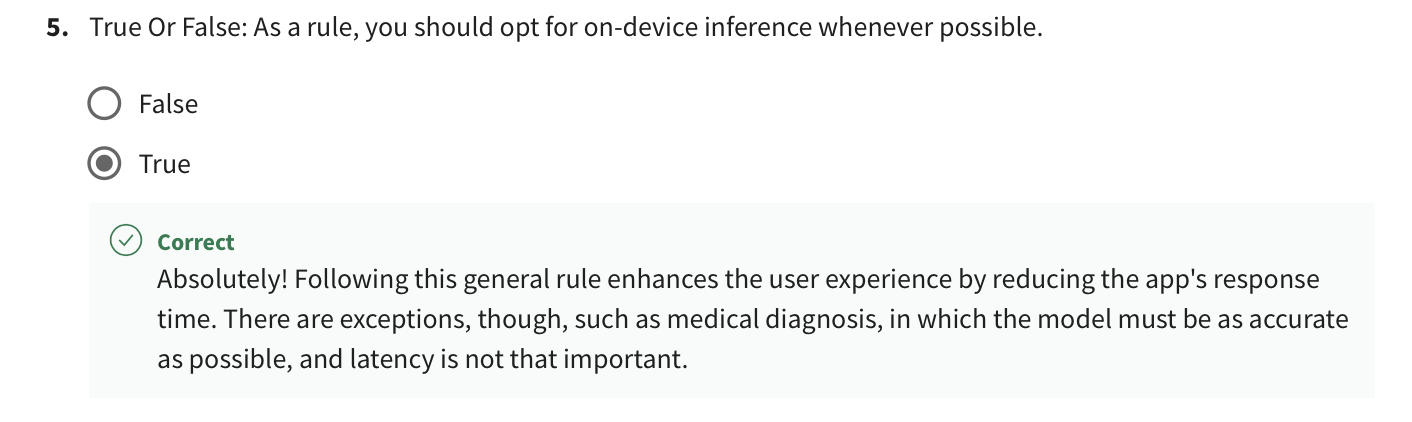 5. True Or False: As a rule, you should opt for on-device inference whenever possible.
False
True
Correct
Absolutely! Following this general rule enhances the user experience by reducing the app's response
time. There are exceptions, though, such as medical diagnosis, in which the model must be as accurate
as possible, and latency is not that important.